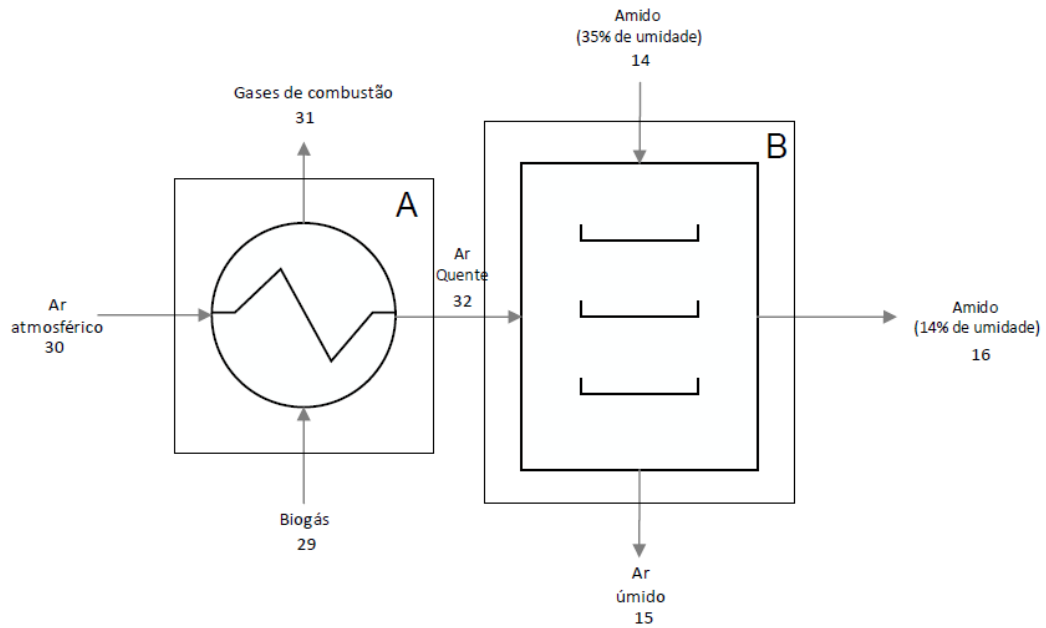 Amido
(35% de umidade)
14
Gases de combustão
31
A
B
Ar
Quente
32
Ar
atmosférico
30
Amido
(14% de umidade)
16
Biogás
29
Ar
úmido
15